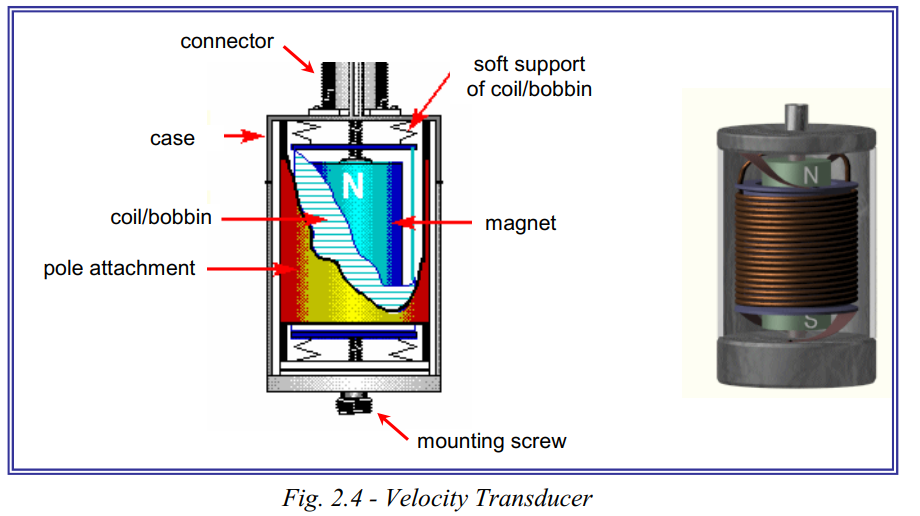 connector
soft support
of coil/bobbin
case
N
N
coil/bobbin
magnet
pole attachment
S
mounting screw
Fig. 2.4 - Velocity Transducer